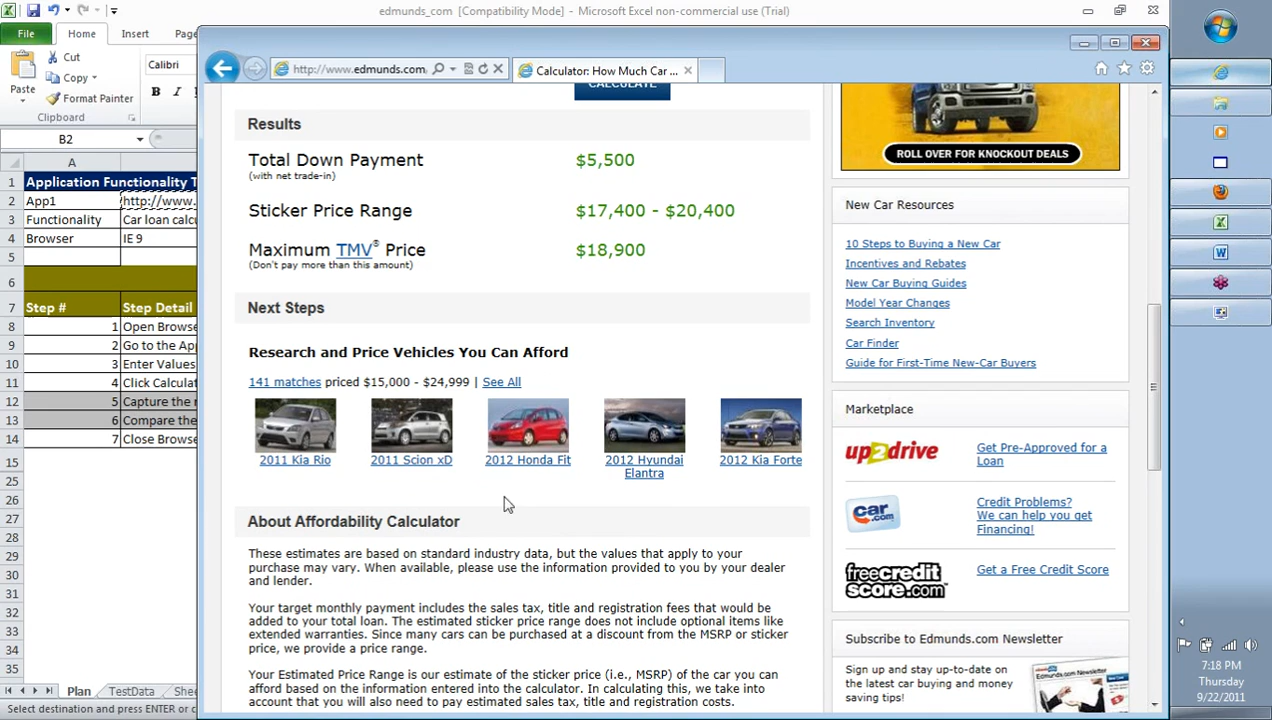 edmunds_com [Compatibility Mode] - Microsoft Excel non-commercial use (Trial)
File Home Insert Page
Cut
Copy
Format Painter
Paste
Clipboard
Calibri
B I
B2
A
1 Application Functionality T
2 App1 http://www.
3 Functionality Car loan calcu
4 Browser IE 9
5
6
7 Step # Step Detail
8 1 Open Browse
9 2 Go to the App
10 3 Enter Values
11 4 Click Calculat
12 5 Capture the r
13 6 Compare the
14 7 Close Browse
15
25
26
27
28
29
30
31
32
33
34
35
Plan TestData Shee
Select destination and press ENTER or c
http://www.edmunds.com
Calculator: How Much Car ...
CALCULATE
Results
Total Down Payment $5,500
(with net trade-in)
Sticker Price Range $17,400 - $20,400
Maximum TMV® Price $18,900
(Don't pay more than this amount)
Next Steps
Research and Price Vehicles You Can Afford
141 matches priced $15,000 - $24,999 | See All
2011 Kia Rio 2011 Scion xD 2012 Honda Fit 2012 Hyundai Elantra 2012 Kia Forte
About Affordability Calculator
These estimates are based on standard industry data, but the values that apply to your
purchase may vary. When available, please use the information provided to you by your dealer
and lender.
Your target monthly payment includes the sales tax, title and registration fees that would be
added to your total loan. The estimated sticker price range does not include optional items like
extended warranties. Since many cars can be purchased at a discount from the MSRP or sticker
price, we provide a price range.
Your Estimated Price Range is our estimate of the sticker price (i.e., MSRP) of the car you can
afford based on the information entered into the calculator. In calculating this, we take into
account that you will also need to pay estimated sales tax, title and registration costs.
ROLL OVER FOR KNOCKOUT DEALS
New Car Resources
10 Steps to Buying a New Car
Incentives and Rebates
New Car Buying Guides
Model Year Changes
Search Inventory
Car Finder
Guide for First-Time New-Car Buyers
Marketplace
up2drive
Get Pre-Approved for a
Loan
car.com
Credit Problems?
We can help you get
Financing!
freecreditscore.com
Get a Free Credit Score
Subscribe to Edmunds.com Newsletter
Sign up and stay up-to-date on
the latest car buying and money
saving tips!
7:18 PM
Thursday
9/22/2011